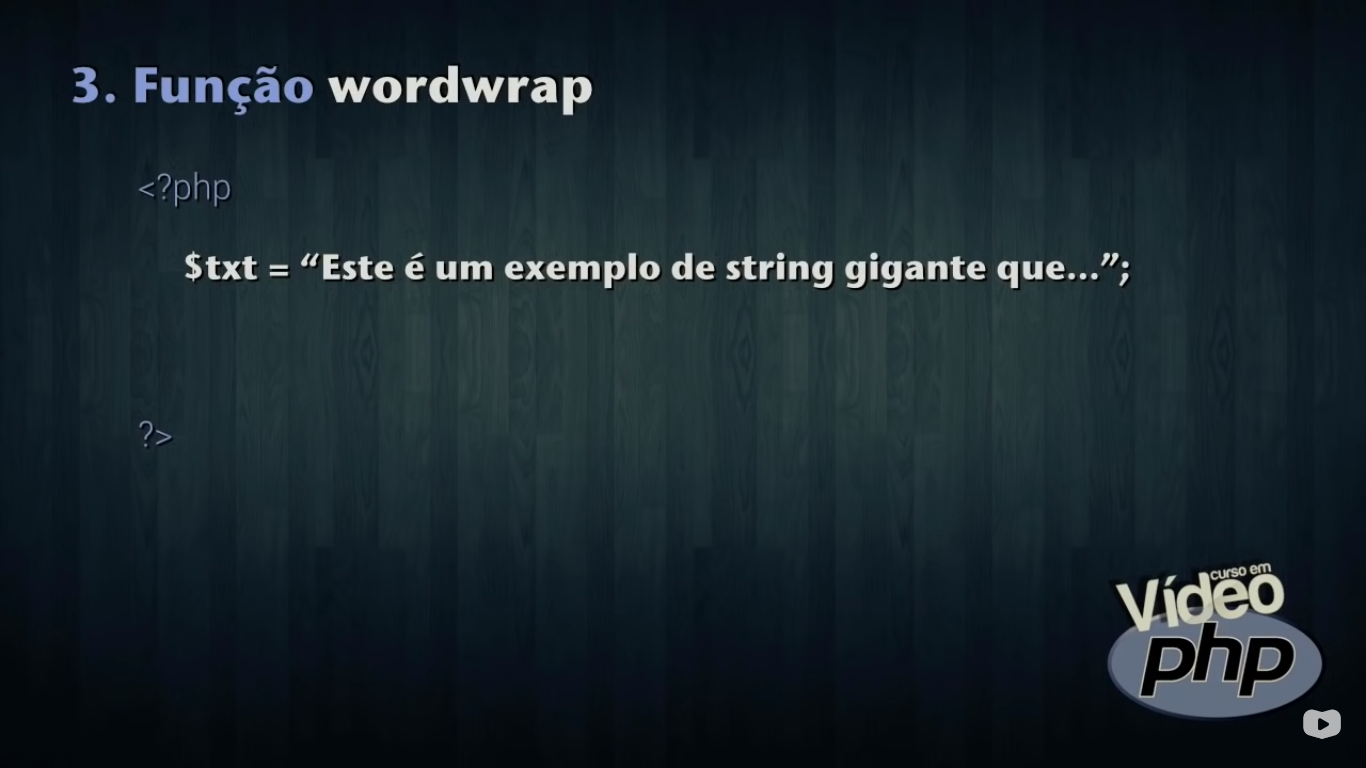 3. Função wordwrap
<?php
$txt = “Este é um exemplo de string gigante que...”;
?>
curso em
Vídeo
php